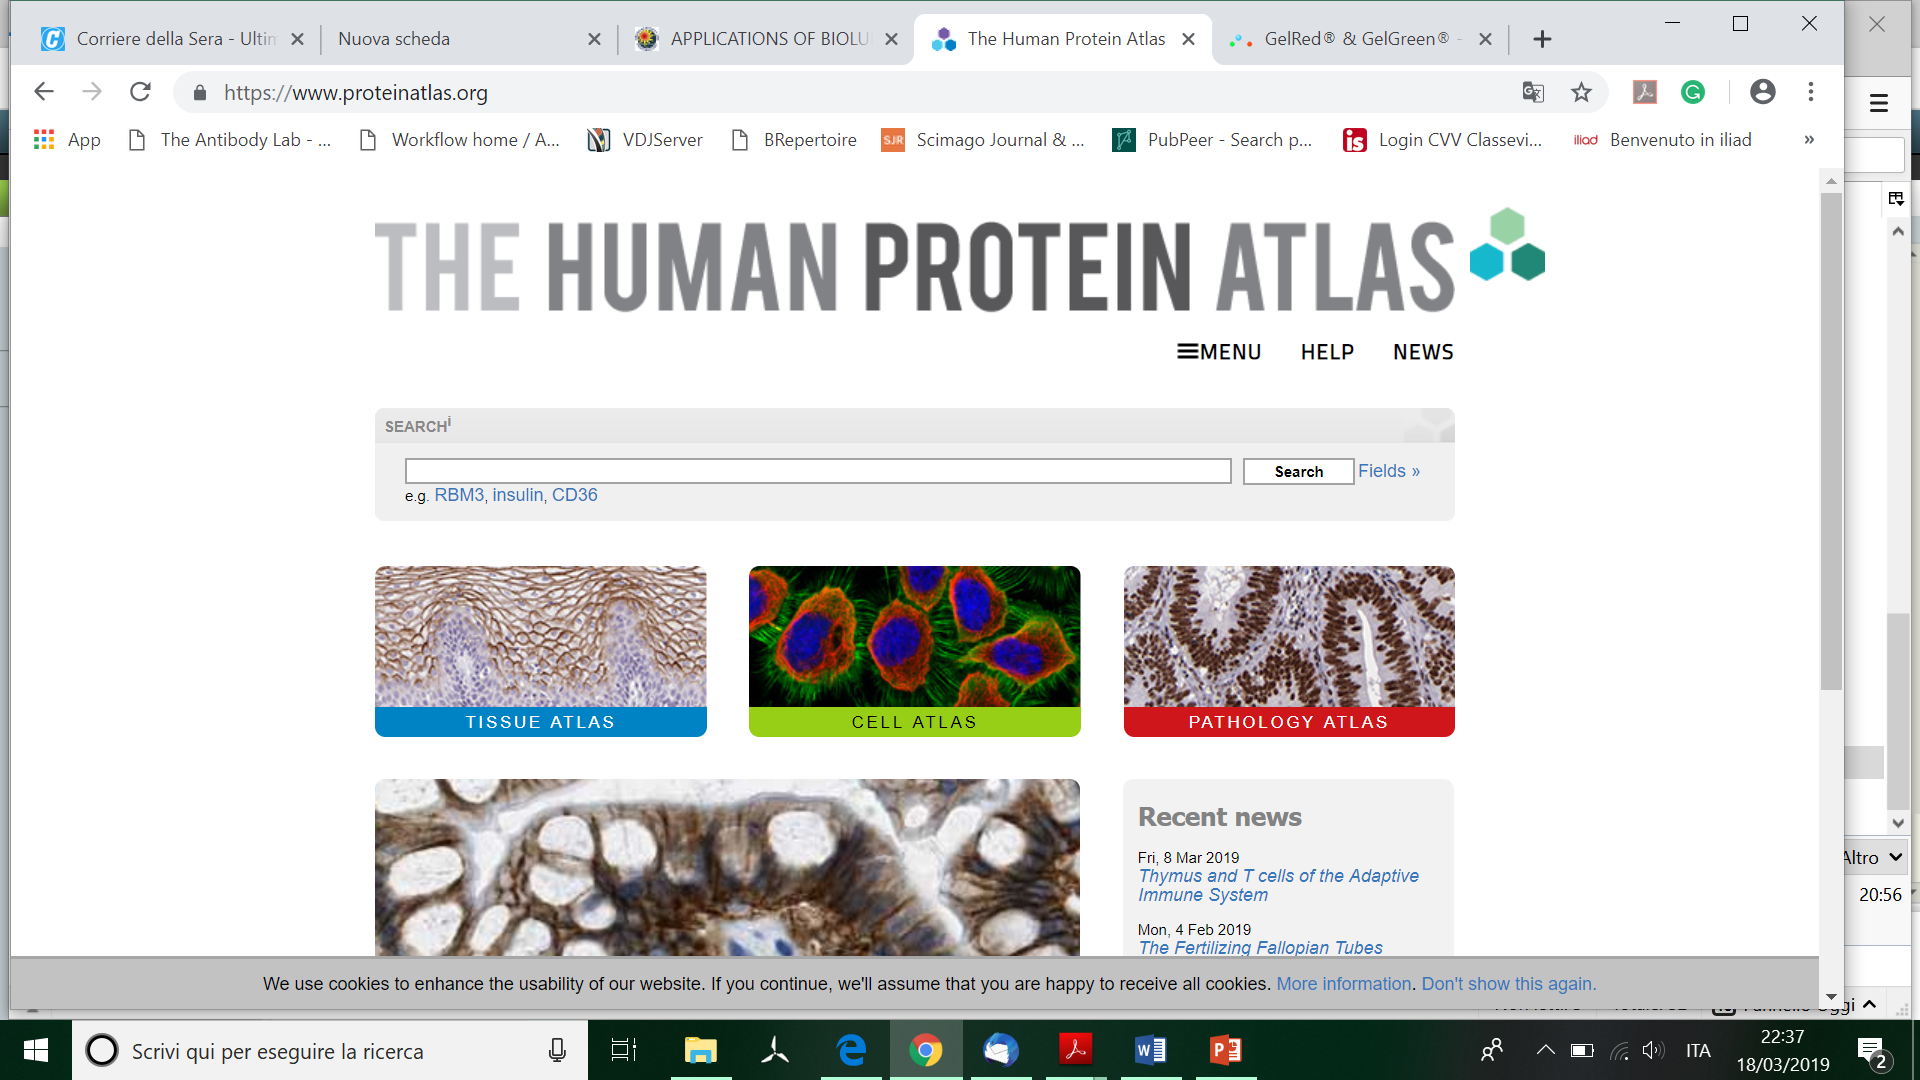 Corriere della Sera - Ultim
Nuova scheda
APPLICATIONS OF BIOLU
The Human Protein Atlas
GelRed® & GelGreen® -
https://www.proteinatlas.org
App
The Antibody Lab - ...
Workflow home / A...
VDJServer
BRepertoire
SJR Scimago Journal & ...
PubPeer - Search p...
is Login CVV Classevi...
iliad Benvenuto in iliad
»
THE HUMAN PROTEIN ATLAS
MENU HELP NEWS
SEARCHi
Search Fields »
e.g. RBM3, insulin, CD36
TISSUE ATLAS
CELL ATLAS
PATHOLOGY ATLAS
Recent news
Fri, 8 Mar 2019
Thymus and T cells of the Adaptive
Immune System
Mon, 4 Feb 2019
The Fertilizing Fallopian Tubes
Altro
20:56
We use cookies to enhance the usability of our website. If you continue, we'll assume that you are happy to receive all cookies. More information. Don't show this again.
Scrivi qui per eseguire la ricerca
ITA
22:37
18/03/2019
2